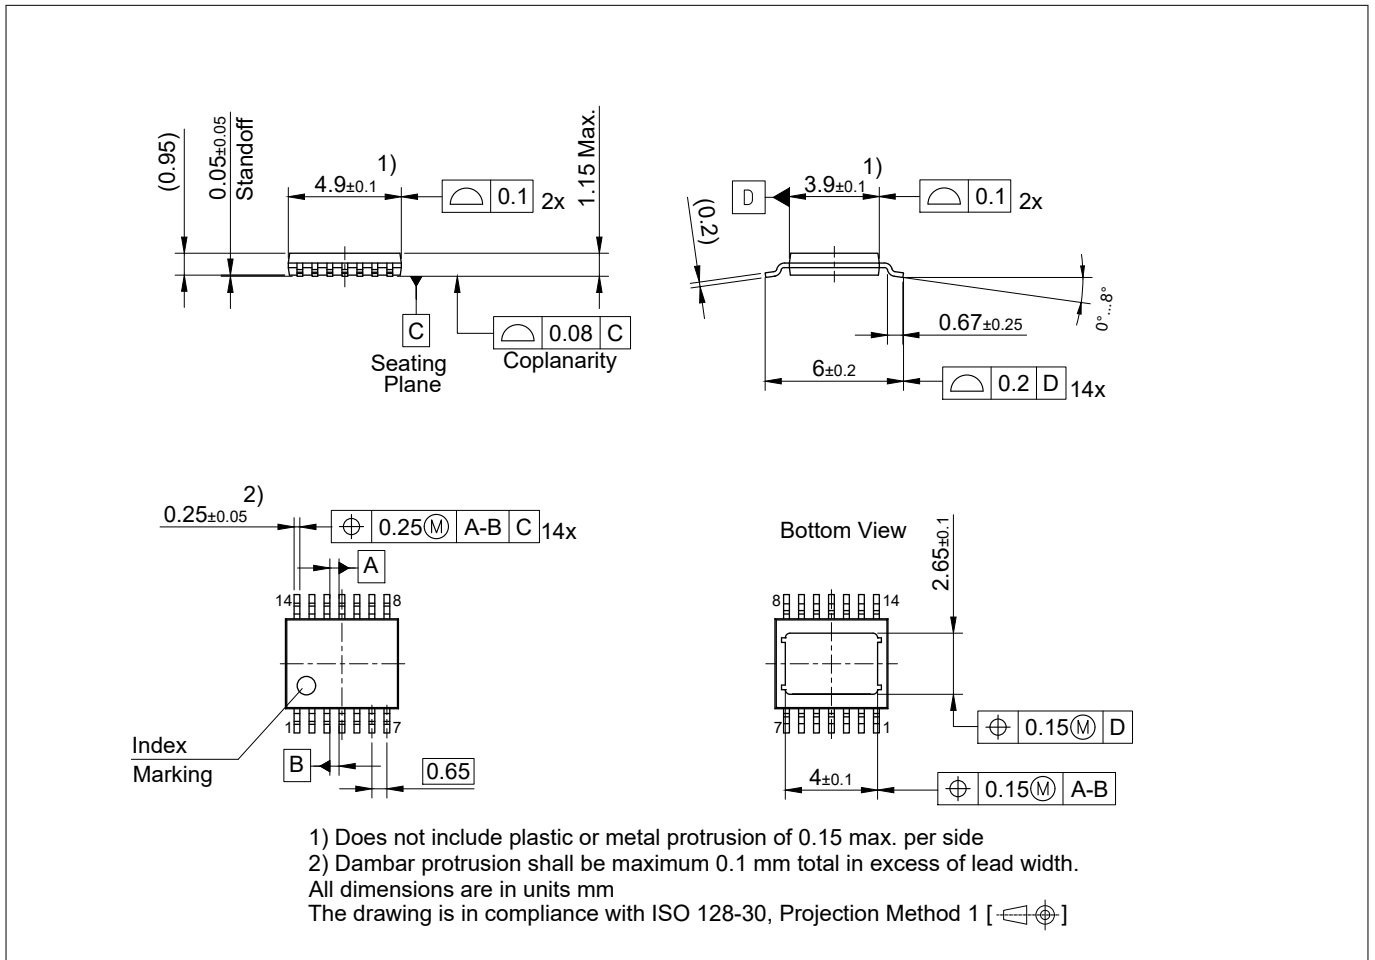 (0.95)
0.05±0.05
Standoff
1)
4.9±0.1
0.1
2x
1.15 Max.
C
Seating
Plane
0.08 C
Coplanarity
D
(0.2)
1)
3.9±0.1
0.1
2x
0°...8°
0.67±0.25
6±0.2
0.2 D
14x
2)
0.25±0.05
0.25Ⓜ A-B C
14x
A
14 8
1 7
Index
Marking
B
0.65
Bottom View
2.65±0.1
8 14
7 1
0.15Ⓜ D
4±0.1
0.15Ⓜ A-B
1) Does not include plastic or metal protrusion of 0.15 max. per side
2) Dambar protrusion shall be maximum 0.1 mm total in excess of lead width.
All dimensions are in units mm
The drawing is in compliance with ISO 128-30, Projection Method 1 [ ]